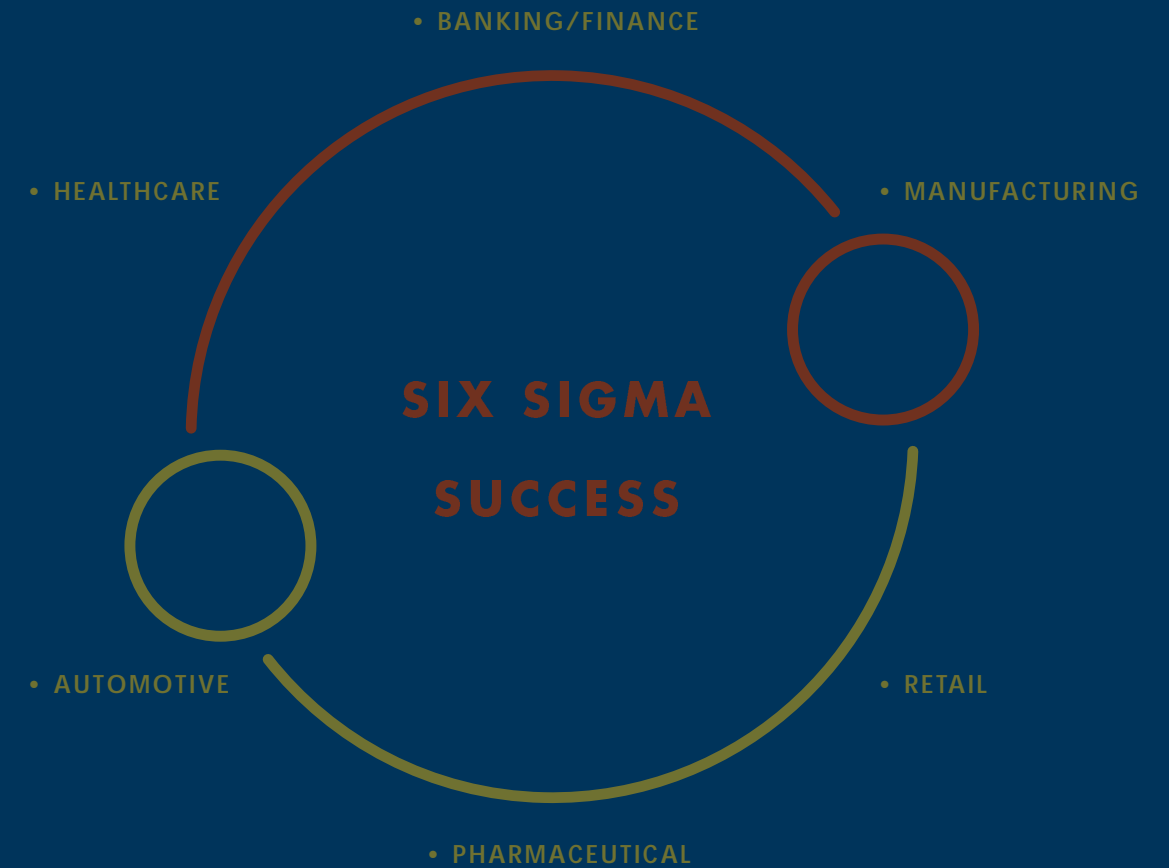 • BANKING/FINANCE
• HEALTHCARE
• MANUFACTURING
SIX SIGMA
SUCCESS
• AUTOMOTIVE
• RETAIL
• PHARMACEUTICAL